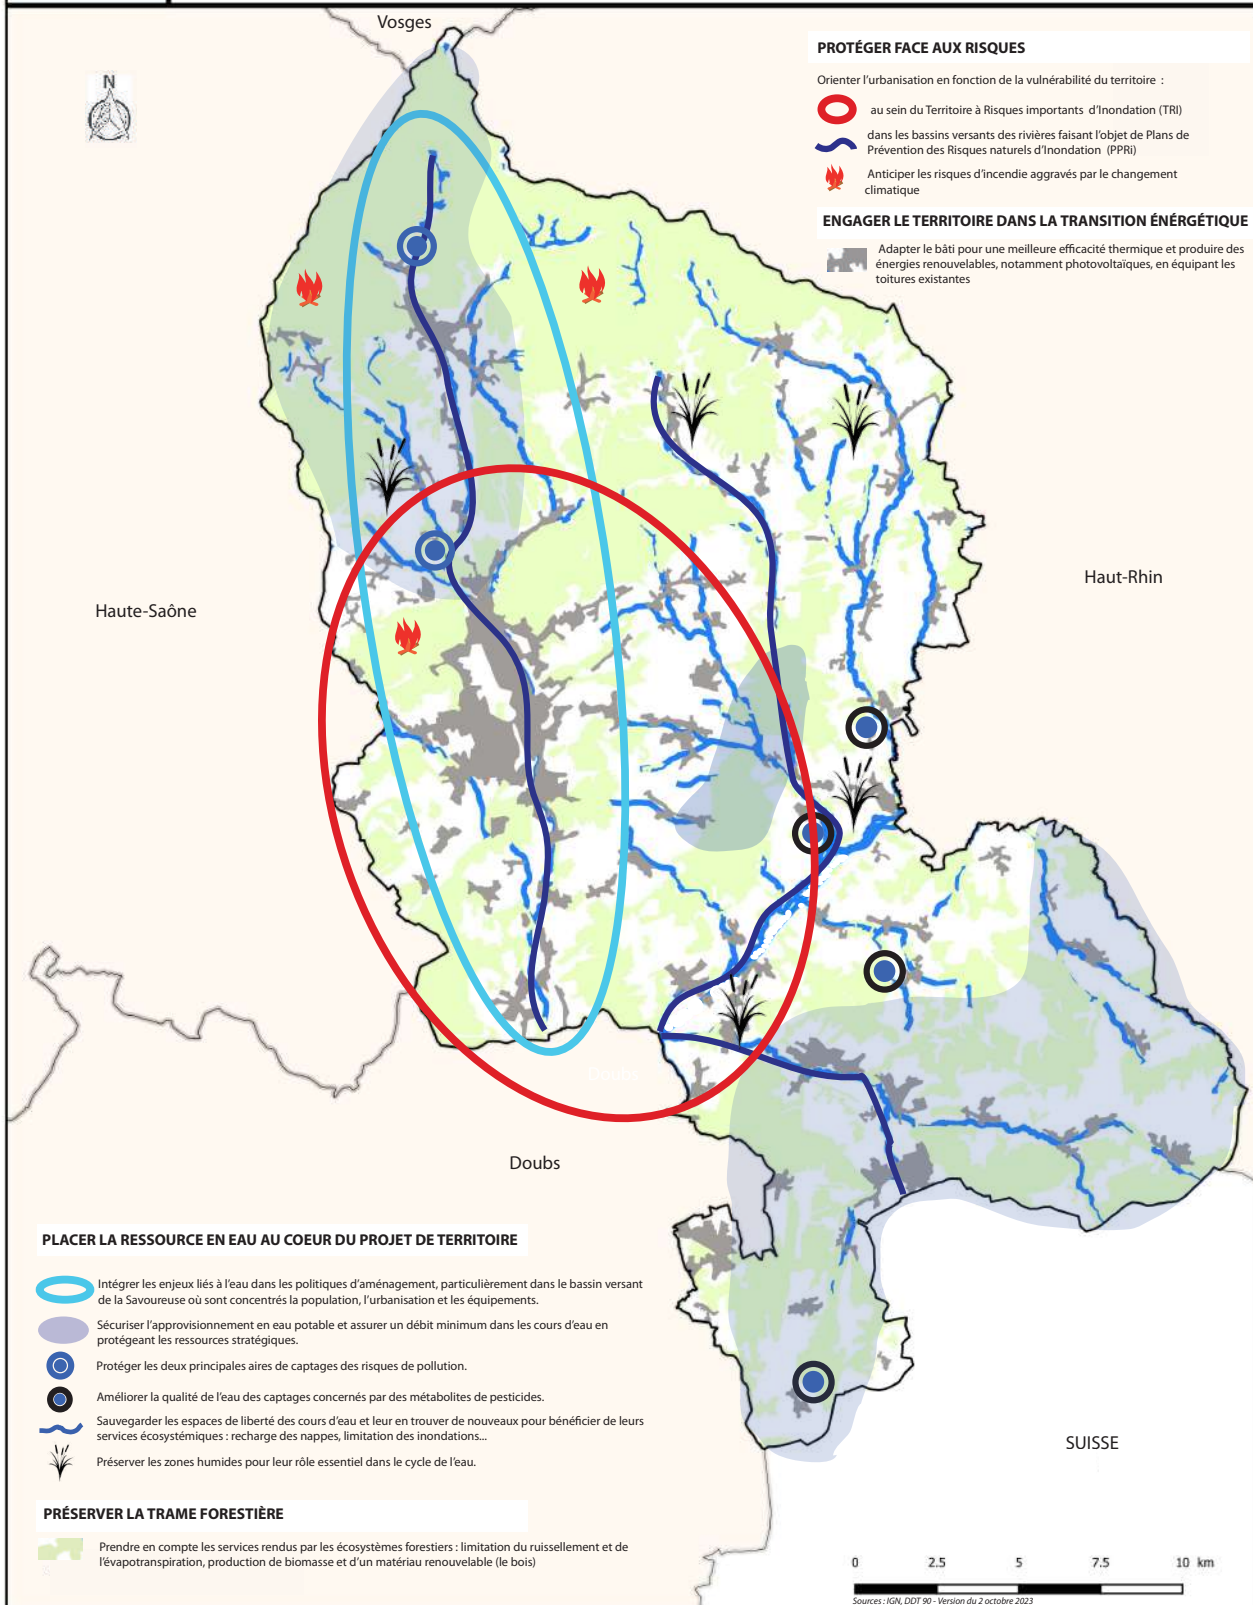 Vosges
N
PROTÉGER FACE AUX RISQUES
Orienter l'urbanisation en fonction de la vulnérabilité du territoire :
au sein du Territoire à Risques importants d'Inondation (TRI)
dans les bassins versants des rivières faisant l'objet de Plans de
Prévention des Risques naturels d'Inondation (PPRi)
Anticiper les risques d'incendie aggravés par le changement
climatique
ENGAGER LE TERRITOIRE DANS LA TRANSITION ÉNÉRGÉTIQUE
Adapter le bâti pour une meilleure efficacité thermique et produire des
énergies renouvelables, notamment photovoltaïques, en équipant les
toitures existantes
Haut-Rhin
Haute-Saône
Doubs
Doubs
PLACER LA RESSOURCE EN EAU AU COEUR DU PROJET DE TERRITOIRE
Intégrer les enjeux liés à l'eau dans les politiques d'aménagement, particulièrement dans le bassin versant
de la Savoureuse où sont concentrés la population, l'urbanisation et les équipements.
Sécuriser l'approvisionnement en eau potable et assurer un débit minimum dans les cours d'eau en
protégeant les ressources stratégiques.
Protéger les deux principales aires de captages des risques de pollution.
Améliorer la qualité de l'eau des captages concernés par des métabolites de pesticides.
Sauvegarder les espaces de liberté des cours d'eau et leur en trouver de nouveaux pour bénéficier de leurs
services écosystémiques : recharge des nappes, limitation des inondations...
Préserver les zones humides pour leur rôle essentiel dans le cycle de l'eau.
SUISSE
PRÉSERVER LA TRAME FORESTIÈRE
Prendre en compte les services rendus par les écosystèmes forestiers : limitation du ruissellement et de
l'évapotranspiration, production de biomasse et d'un matériau renouvelable (le bois)
0 2.5 5 7.5 10 km
Sources : IGN, DDT 90 - Version du 2 octobre 2023